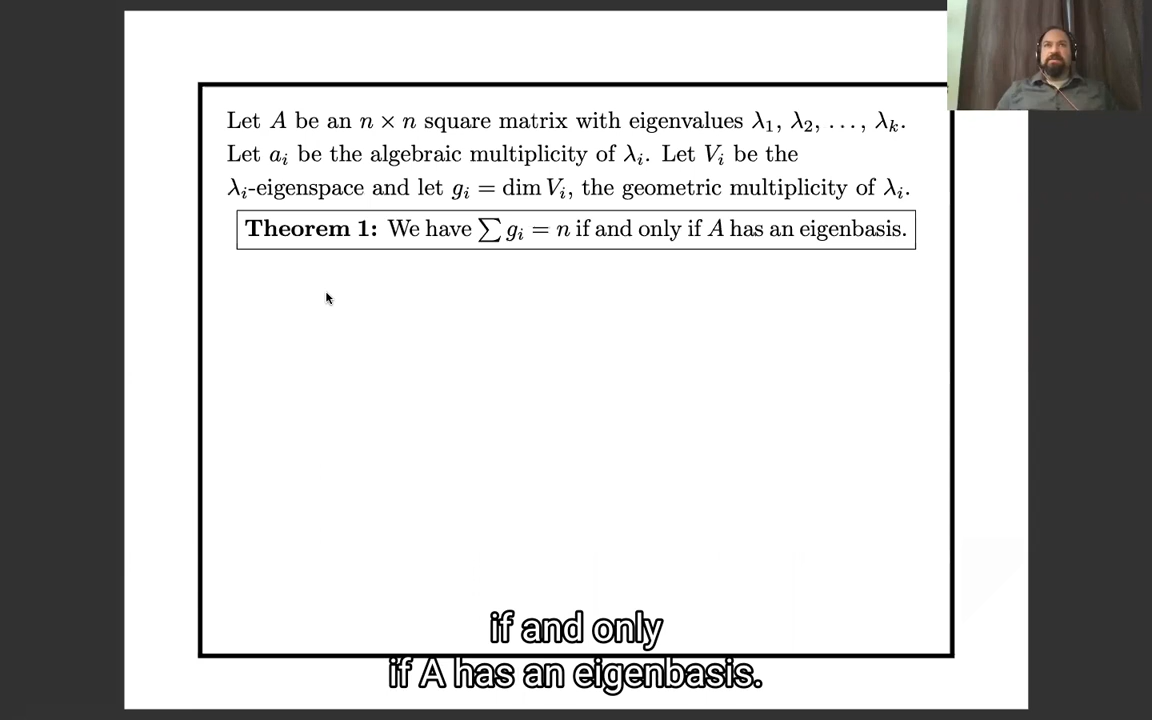 Let A be an n × n square matrix with eigenvalues λ₁, λ₂, …, λₖ.
Let aᵢ be the algebraic multiplicity of λᵢ. Let Vᵢ be the
λᵢ-eigenspace and let gᵢ = dim Vᵢ, the geometric multiplicity of λᵢ.
Theorem 1: We have ∑ gᵢ = n if and only if A has an eigenbasis.
if and only
if A has an eigenbasis.